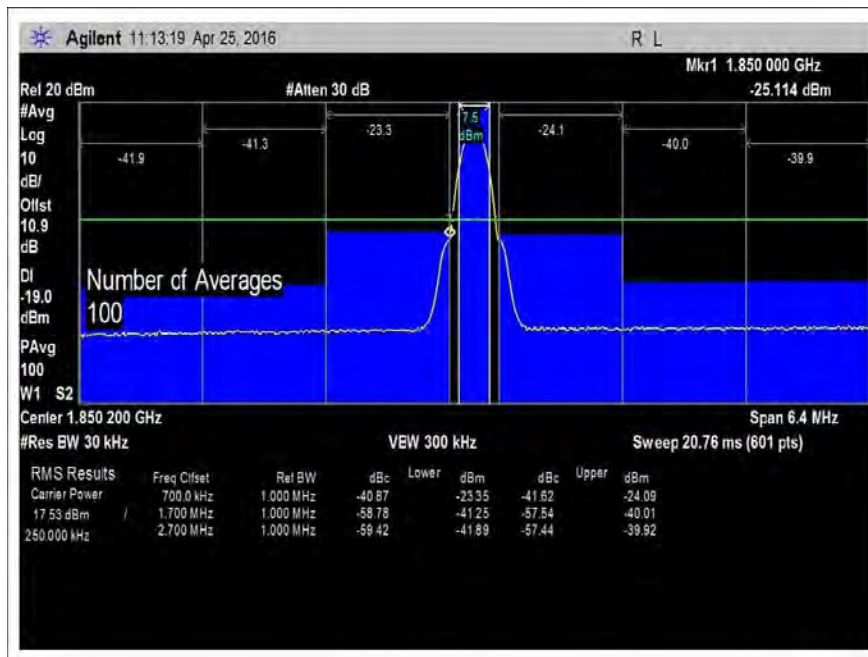 Agilent 11:13:19 Apr 25, 2016 R L
Mkr1 1.850 000 GHz
Ref 20 dBm #Atten 30 dB -25.114 dBm
#Avg
Log
10
dB/
Offst
10.9
dB
DI
-19.0
dBm
PAvg
100
W1 S2
7.5
dBm
-23.3 -24.1
-41.3 -40.0
-41.9 -39.9
Number of Averages
100
Center 1.850 200 GHz Span 6.4 MHz
#Res BW 30 kHz VBW 300 kHz Sweep 20.76 ms (601 pts)
RMS Results Freq Offset Ref BW dBc Lower dBm dBc Upper dBm
Carrier Power 700.0 kHz 1.000 MHz -40.87 -23.35 -41.62 -24.09
17.53 dBm / 1.700 MHz 1.000 MHz -58.78 -41.25 -57.54 -40.01
250.000 kHz 2.700 MHz 1.000 MHz -59.42 -41.89 -57.44 -39.92